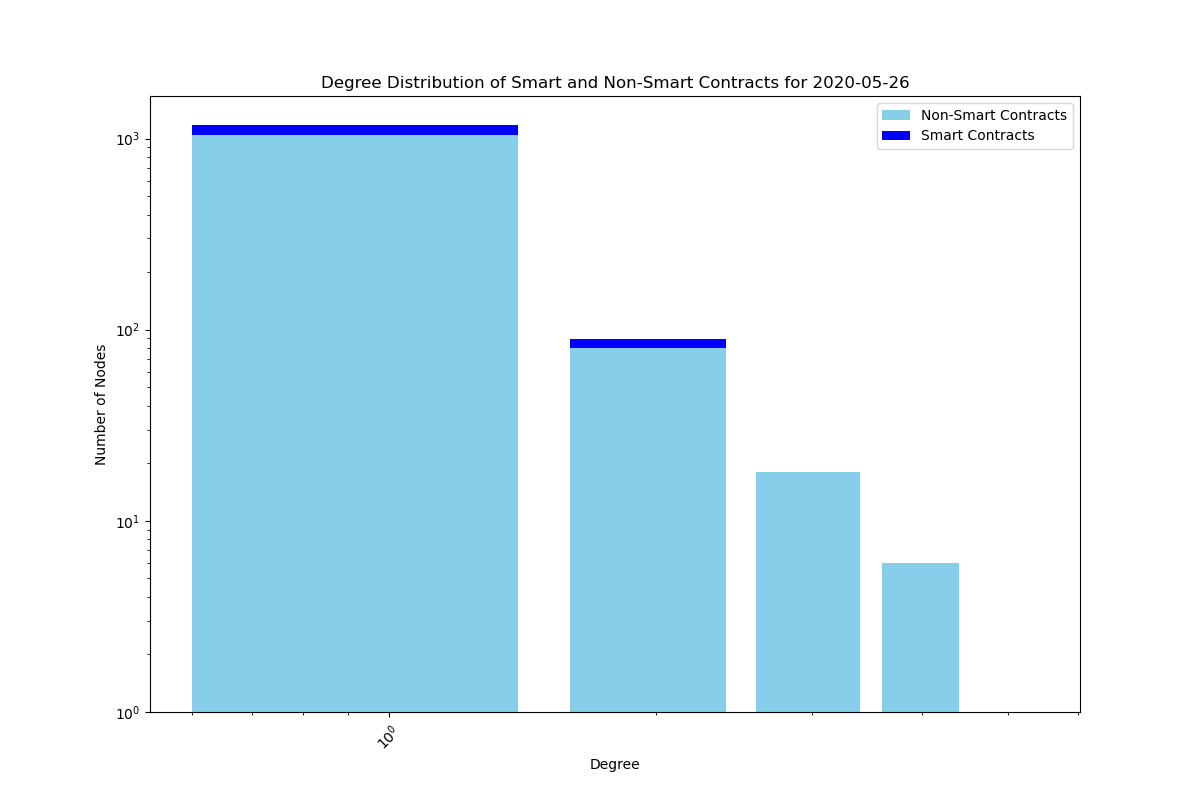 Degree Distribution of Smart and Non-Smart Contracts for 2020-05-26
Non-Smart Contracts
Smart Contracts
10³
10²
10¹
10⁰
Number of Nodes
10⁰
Degree